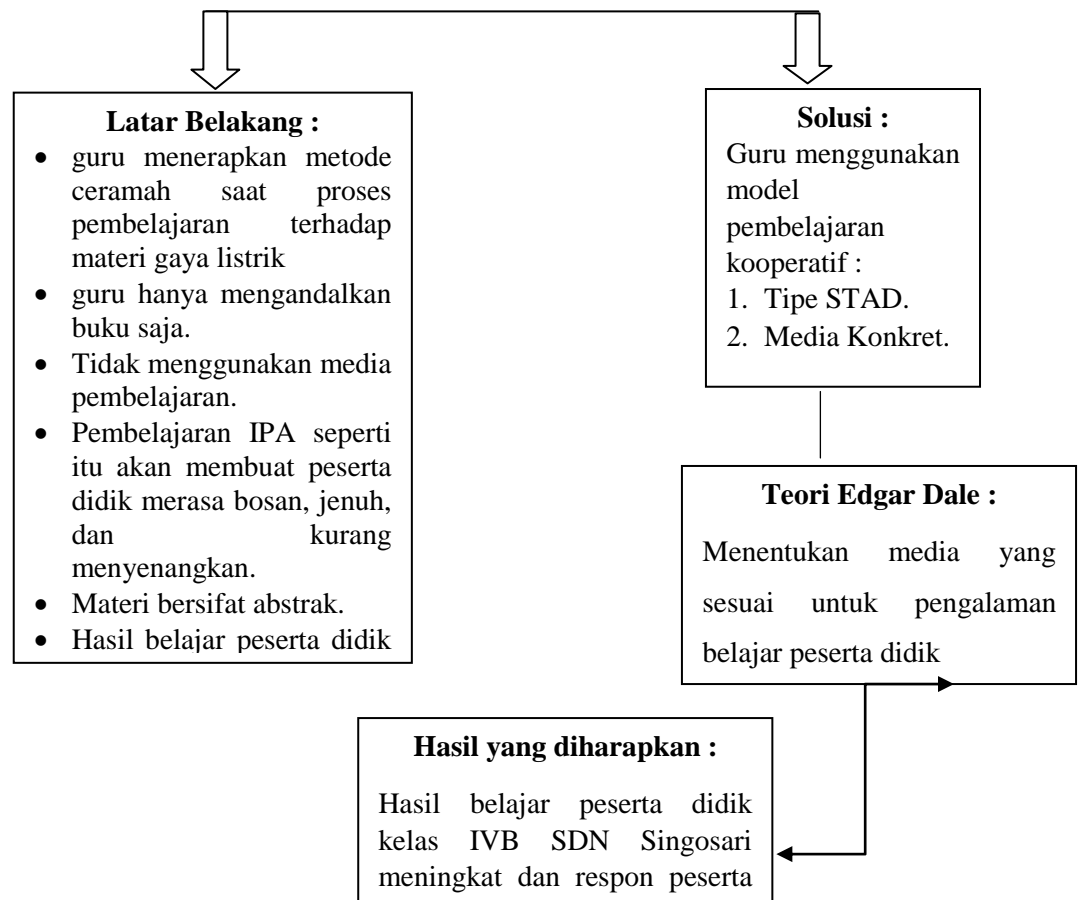 Latar Belakang :
• guru menerapkan metode
ceramah saat proses
pembelajaran terhadap
materi gaya listrik
• guru hanya mengandalkan
buku saja.
• Tidak menggunakan media
pembelajaran.
• Pembelajaran IPA seperti
itu akan membuat peserta
didik merasa bosan, jenuh,
dan kurang
menyenangkan.
• Materi bersifat abstrak.
• Hasil belajar peserta didik
Solusi :
Guru menggunakan
model
pembelajaran
kooperatif :
1. Tipe STAD.
2. Media Konkret.
Teori Edgar Dale :
Menentukan media yang
sesuai untuk pengalaman
belajar peserta didik
Hasil yang diharapkan :
Hasil belajar peserta didik
kelas IVB SDN Singosari
meningkat dan respon peserta